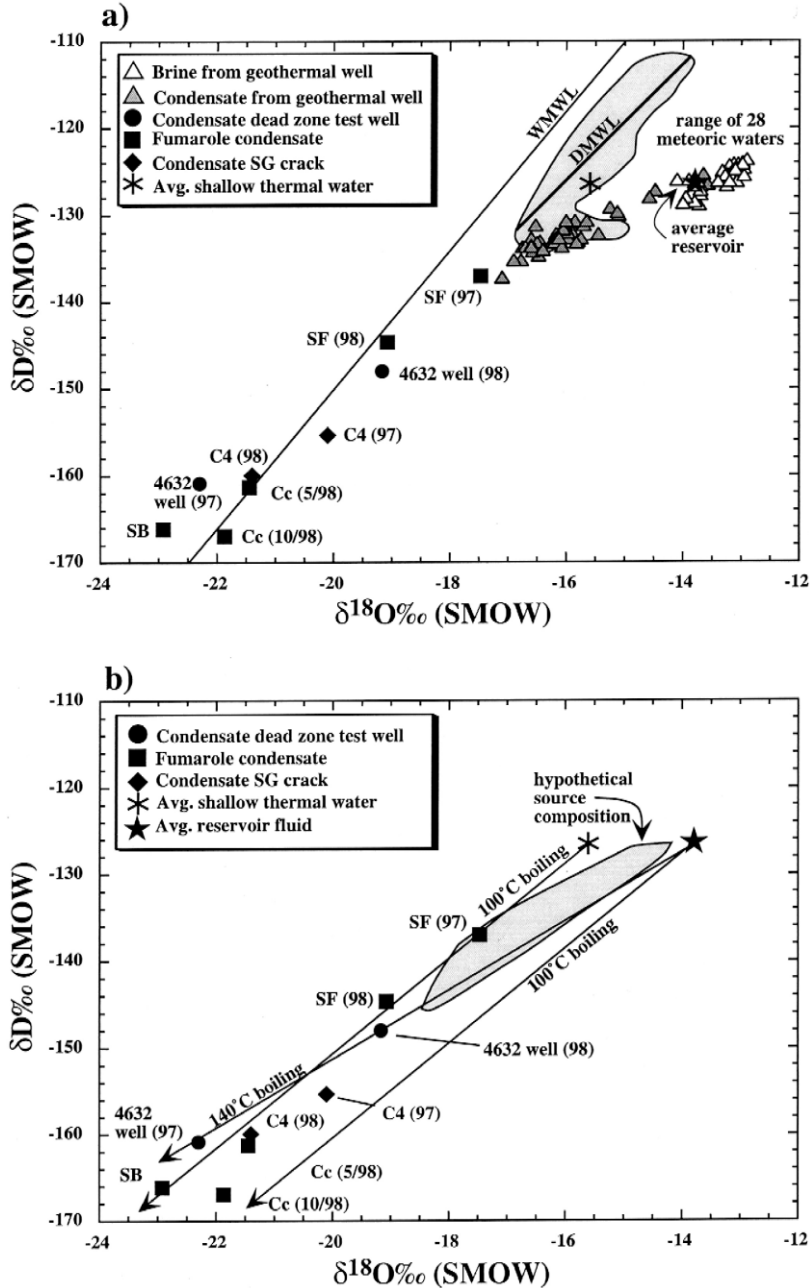 a)
-110
-120
-130
-140
-150
-160
-170
δD‰ (SMOW)
Brine from geothermal well
Condensate from geothermal well
Condensate dead zone test well
Fumarole condensate
Condensate SG crack
Avg. shallow thermal water
WMWL
DMWL
range of 28
meteoric waters
average
reservoir
SF (97)
SF (98)
4632 well (98)
C4 (97)
C4 (98)
4632
well (97)
Cc (5/98)
SB
Cc (10/98)
-24
-22
-20
-18
-16
-14
-12
δ18O‰ (SMOW)
b)
-110
-120
-130
-140
-150
-160
-170
δD‰ (SMOW)
Condensate dead zone test well
Fumarole condensate
Condensate SG crack
Avg. shallow thermal water
Avg. reservoir fluid
hypothetical
source
composition
100°C boiling
SF (97)
100°C boiling
SF (98)
4632 well (98)
140°C boiling
4632
well (97)
C4 (98)
C4 (97)
SB
Cc (5/98)
Cc (10/98)
-24
-22
-20
-18
-16
-14
-12
δ18O‰ (SMOW)